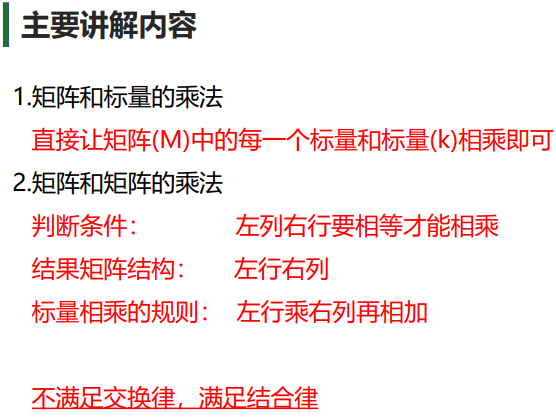 主要讲解内容
1.矩阵和标量的乘法
直接让矩阵(M)中的每一个标量和标量(k)相乘即可
2.矩阵和矩阵的乘法
判断条件： 左列右行要相等才能相乘
结果矩阵结构： 左行右列
标量相乘的规则： 左行乘右列再相加
不满足交换律，满足结合律